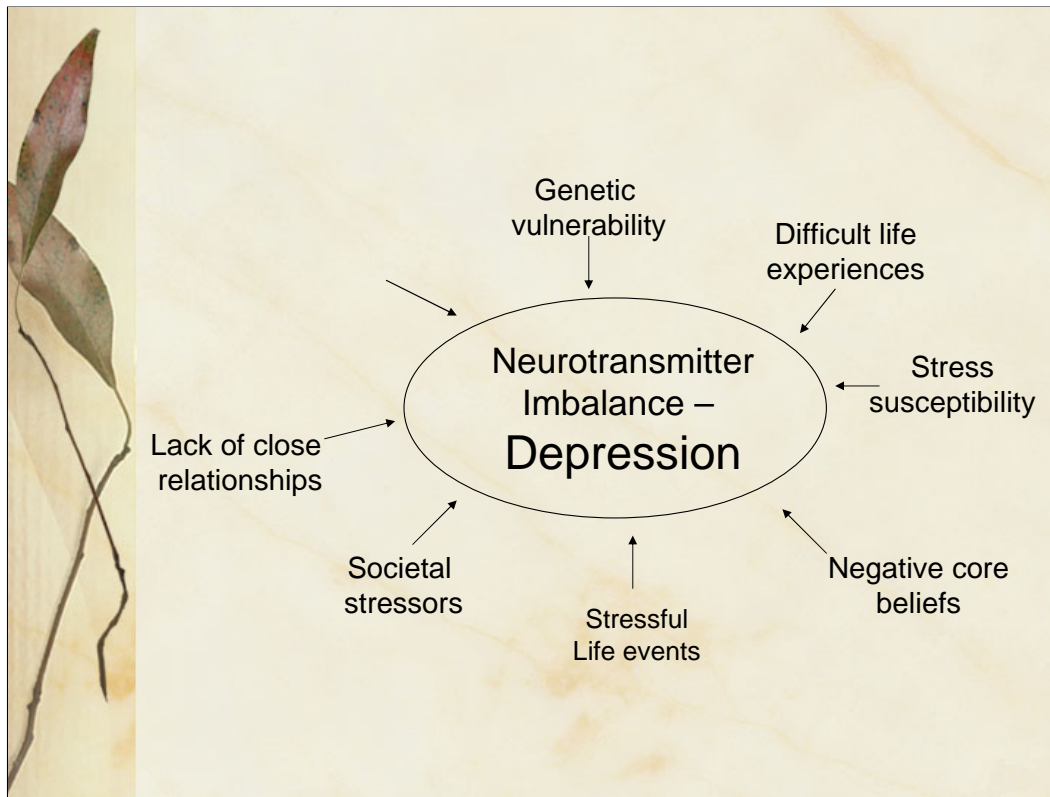 Genetic
vulnerability
Difficult life
experiences
Neurotransmitter
Imbalance –
Depression
Stress
susceptibility
Lack of close
relationships
Societal
stressors
Stressful
Life events
Negative core
beliefs